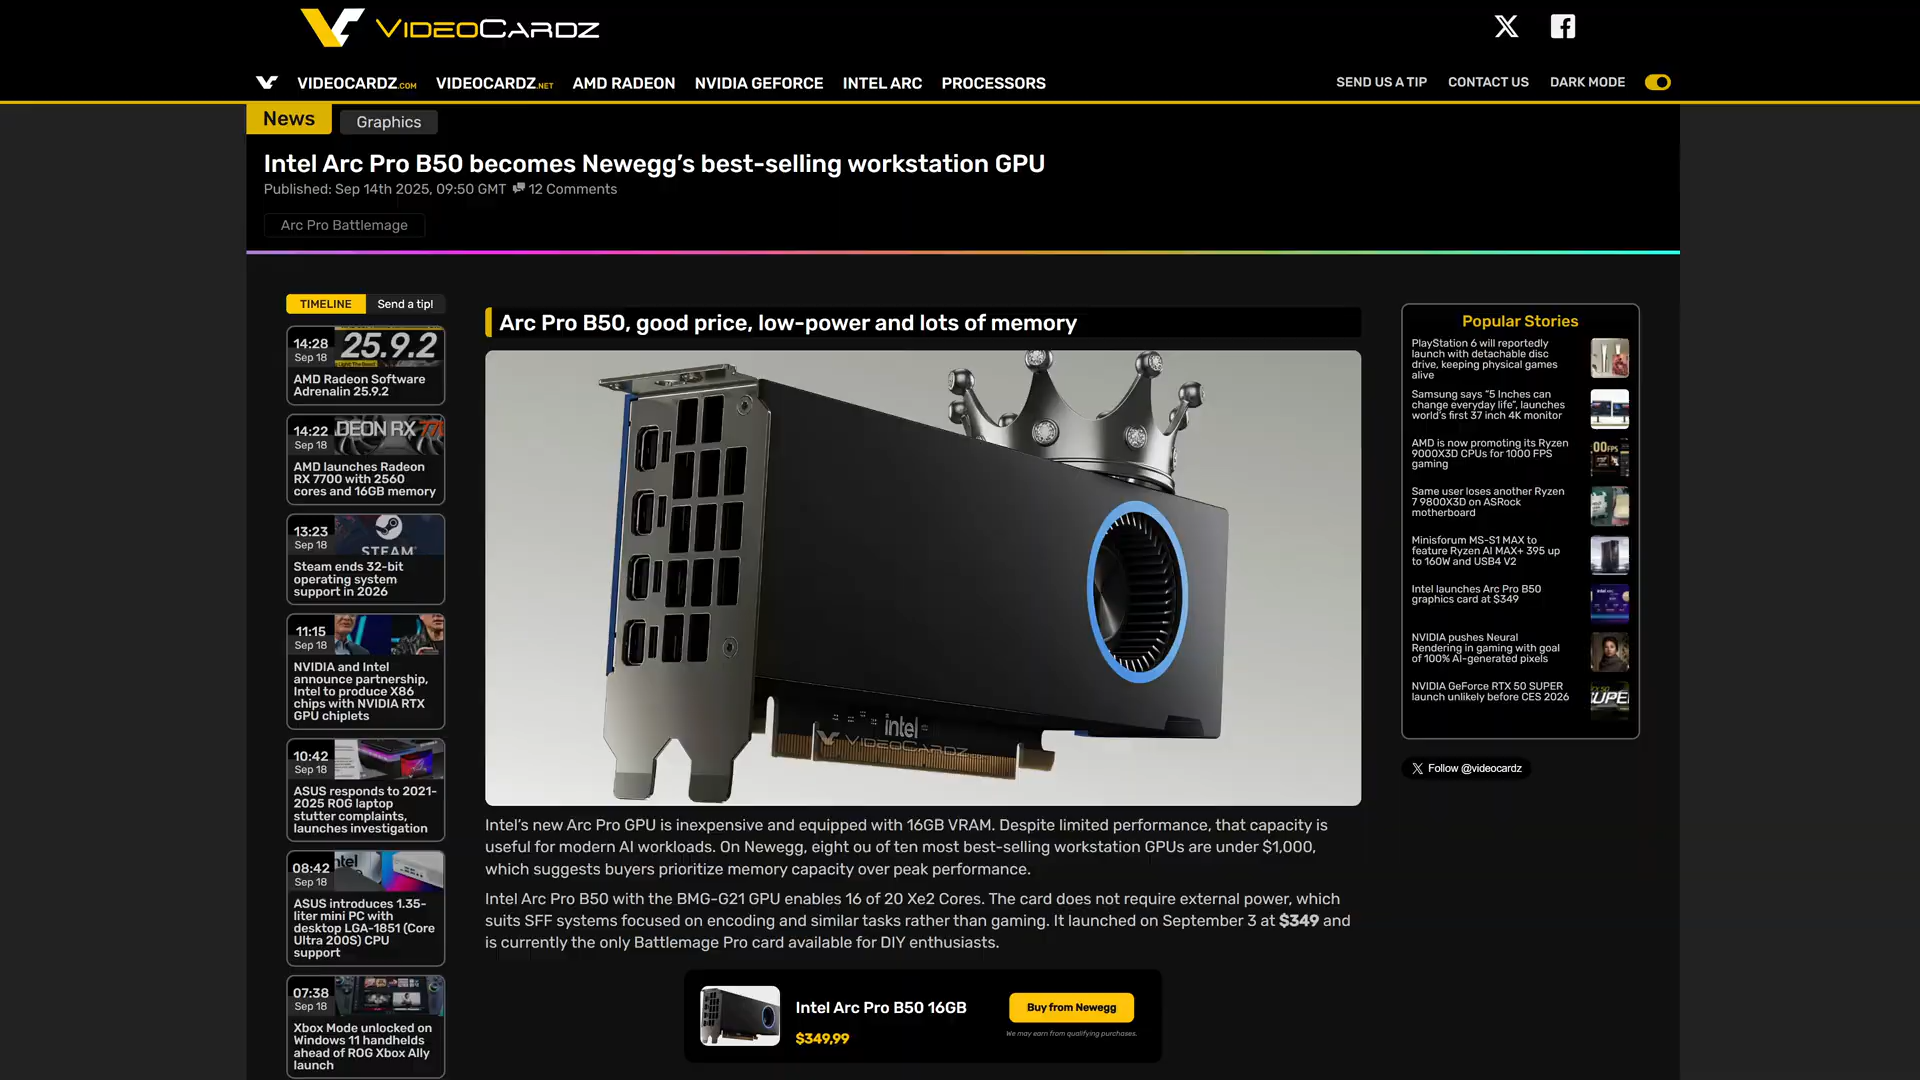 VIDEOCARDZ
VIDEOCARDZ.COM VIDEOCARDZ.NET AMD RADEON NVIDIA GEFORCE INTEL ARC PROCESSORS SEND US A TIP CONTACT US DARK MODE
News Graphics
Intel Arc Pro B50 becomes Newegg’s best-selling workstation GPU
Published: Sep 14th 2025, 09:50 GMT 12 Comments
Arc Pro Battlemage
TIMELINE Send a tip!
14:28
Sep 18
25.9.2
AMD Radeon Software
Adrenalin 25.9.2
14:22
Sep 18
DEON RX 77
AMD launches Radeon
RX 7700 with 2560
cores and 16GB memory
13:23
Sep 18
STEAM
Steam ends 32-bit
operating system
support in 2026
11:15
Sep 18
NVIDIA and Intel
announce partnership,
Intel to produce X86
chips with NVIDIA RTX
GPU chiplets
10:42
Sep 18
ASUS responds to 2021-
2025 ROG laptop
stutter complaints,
launches investigation
08:42
Sep 18
ntel
ASUS introduces 1.35-
liter mini PC with
desktop LGA-1851 (Core
Ultra 200S) CPU
support
07:38
Sep 18
Xbox Mode unlocked on
Windows 11 handhelds
ahead of ROG Xbox Ally
launch
Arc Pro B50, good price, low-power and lots of memory
intel
VIDEOCARDZ
Intel’s new Arc Pro GPU is inexpensive and equipped with 16GB VRAM. Despite limited performance, that capacity is
useful for modern AI workloads. On Newegg, eight ou of ten most best-selling workstation GPUs are under $1,000,
which suggests buyers prioritize memory capacity over peak performance.
Intel Arc Pro B50 with the BMG-G21 GPU enables 16 of 20 Xe2 Cores. The card does not require external power, which
suits SFF systems focused on encoding and similar tasks rather than gaming. It launched on September 3 at $349 and
is currently the only Battlemage Pro card available for DIY enthusiasts.
Intel Arc Pro B50 16GB
$349,99
Buy from Newegg
We may earn from qualifying purchases.
Popular Stories
PlayStation 6 will reportedly
launch with detachable disc
drive, keeping physical games
alive
Samsung says “5 Inches can
change everyday life”, launches
world’s first 37 inch 4K monitor
AMD is now promoting its Ryzen
9000X3D CPUs for 1000 FPS
gaming
00FPS
Same user loses another Ryzen
7 9800X3D on ASRock
motherboard
Minisforum MS-S1 MAX to
feature Ryzen AI MAX+ 395 up
to 160W and USB4 V2
Intel launches Arc Pro B50
graphics card at $349
NVIDIA pushes Neural
Rendering in gaming with goal
of 100% AI-generated pixels
NVIDIA GeForce RTX 50 SUPER
launch unlikely before CES 2026
UPE
Follow @videocardz